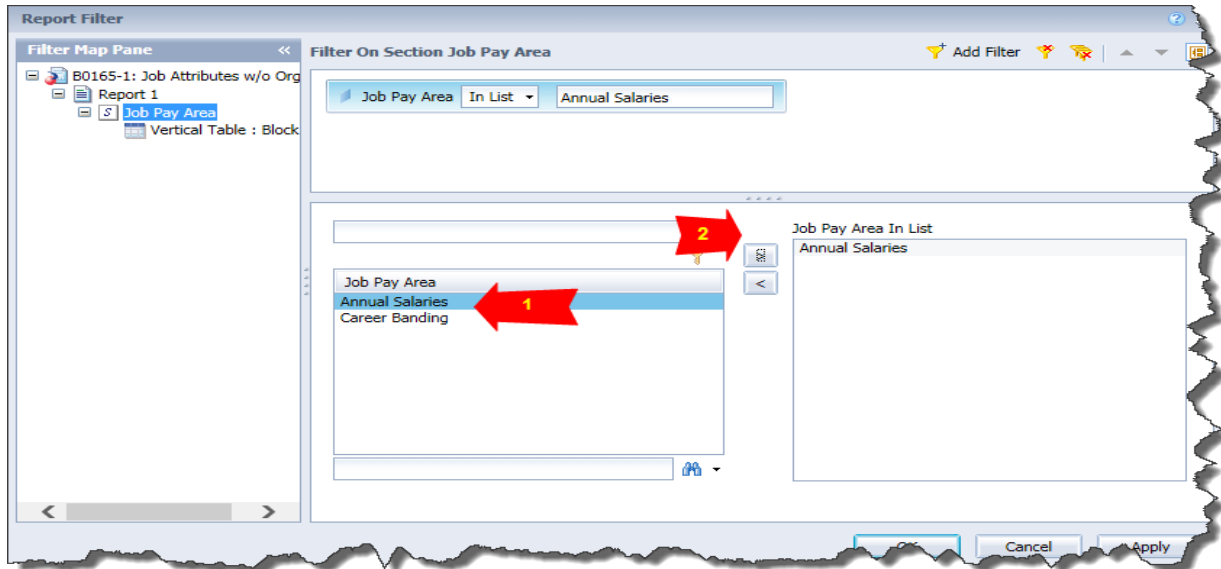 Report Filter
?
Filter Map Pane «
Filter On Section Job Pay Area
Add Filter
B0165-1: Job Attributes w/o Org
Report 1
S Job Pay Area
Vertical Table : Block
Job Pay Area In List Annual Salaries
2
Job Pay Area In List
Annual Salaries
<
Job Pay Area
Annual Salaries
1
Career Banding
< >
Cancel
Apply